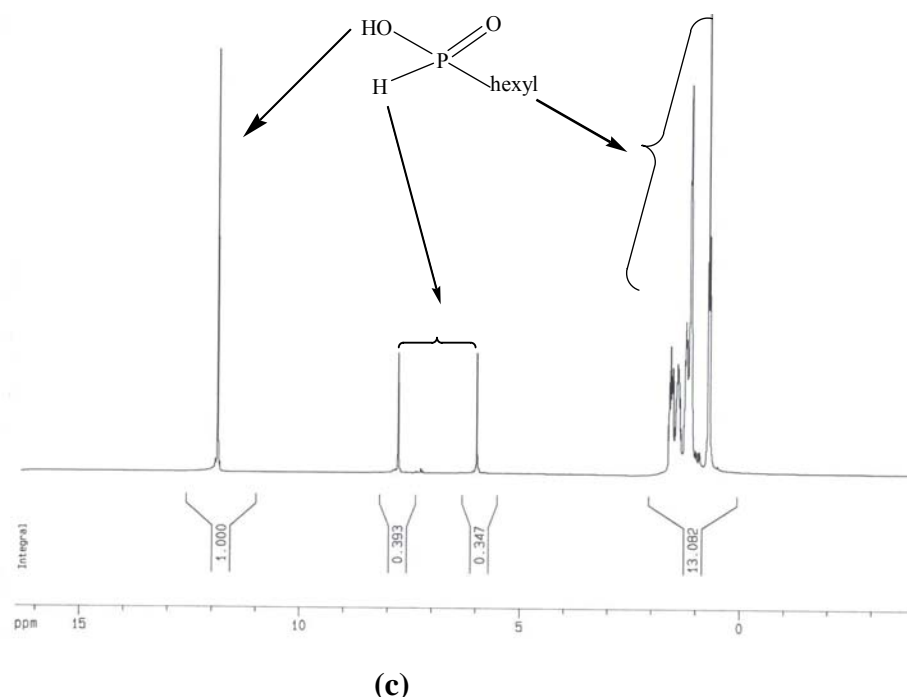 HO
O
P
H
hexyl
Integral
1.000
0.393
0.347
13.082
ppm 15 10 5 0
(c)